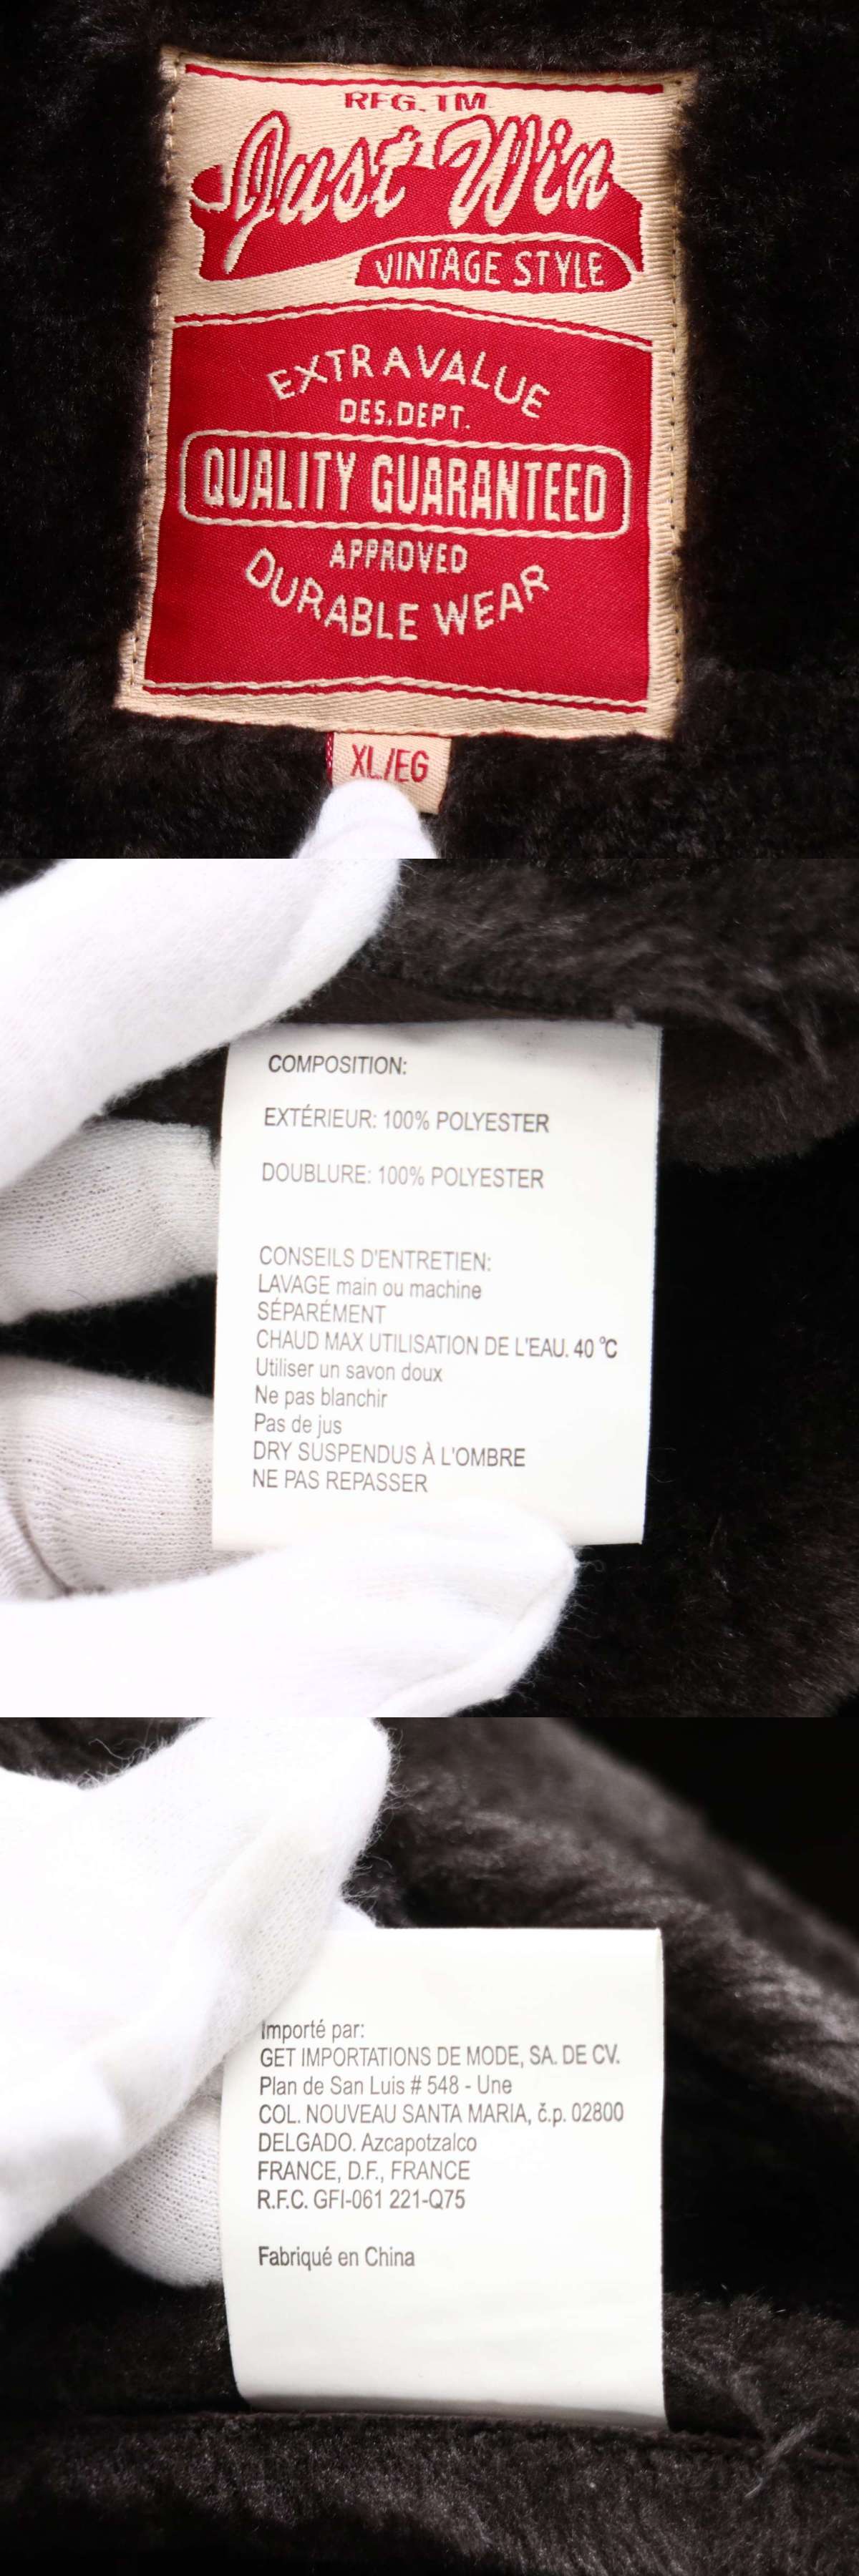 RFG.TM
Just Win
VINTAGE STYLE
EXTRAVALUE
DES.DEPT.
QUALITY GUARANTEED
APPROVED
DURABLE WEAR
XL/EG
COMPOSITION:
EXTÉRIEUR: 100% POLYESTER
DOUBLURE: 100% POLYESTER
CONSEILS D'ENTRETIEN:
LAVAGE main ou machine
SÉPARÉMENT
CHAUD MAX UTILISATION DE L'EAU. 40 °C
Utiliser un savon doux
Ne pas blanchir
Pas de jus
DRY SUSPENDUS À L'OMBRE
NE PAS REPASSER
Importé par:
GET IMPORTATIONS DE MODE, SA. DE CV.
Plan de San Luis # 548 - Une
COL. NOUVEAU SANTA MARIA, č.p. 02800
DELGADO. Azcapotzalco
FRANCE, D.F., FRANCE
R.F.C. GFI-061 221-Q75
Fabriqué en China